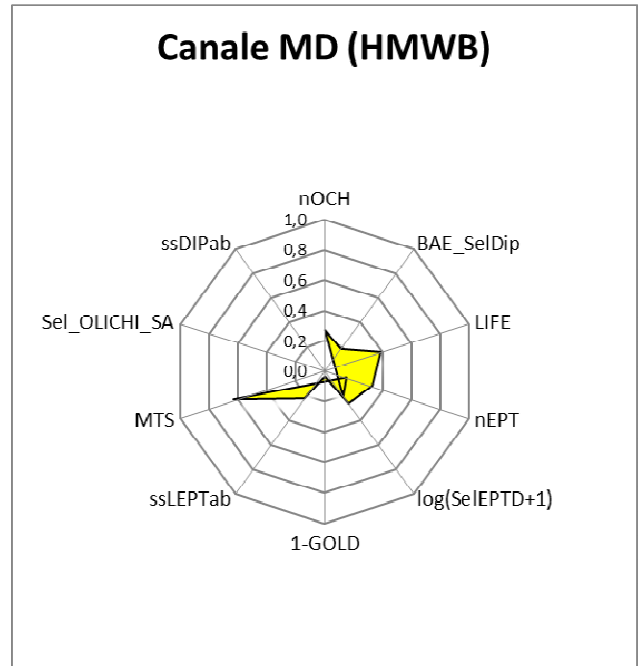 Canale MD (HMWB)
nOCH
1,0
ssDIPab
BAE_SelDip
0,8
0,6
Sel_OLICHI_SA
LIFE
0,4
0,2
0,0
MTS
nEPT
ssLEPTab
log(SelEPTD+1)
1-GOLD